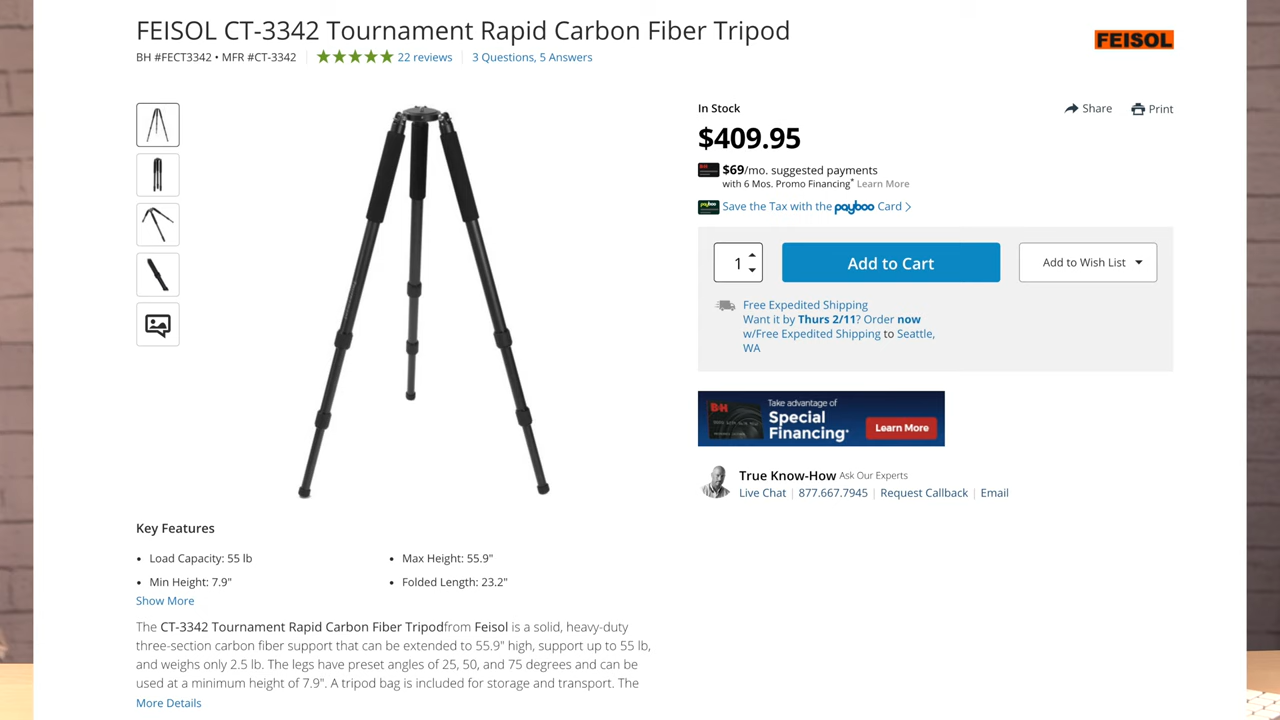 FEISOL CT-3342 Tournament Rapid Carbon Fiber Tripod
BH #FECT3342 • MFR #CT-3342
22 reviews
3 Questions, 5 Answers
FEISOL
In Stock
Share
Print
$409.95
$69/mo. suggested payments
with 6 Mos. Promo Financing* Learn More
Save the Tax with the payboo Card
1
Add to Cart
Add to Wish List
Free Expedited Shipping
Want it by Thurs 2/11? Order now
w/Free Expedited Shipping to Seattle,
WA
B&H
Take advantage of
Special
Financing*
Learn More
True Know-How Ask Our Experts
Live Chat | 877.667.7945 | Request Callback | Email
Key Features
• Load Capacity: 55 lb
• Max Height: 55.9"
• Min Height: 7.9"
• Folded Length: 23.2"
Show More
The CT-3342 Tournament Rapid Carbon Fiber Tripodfrom Feisol is a solid, heavy-duty
three-section carbon fiber support that can be extended to 55.9" high, support up to 55 lb,
and weighs only 2.5 lb. The legs have preset angles of 25, 50, and 75 degrees and can be
used at a minimum height of 7.9". A tripod bag is included for storage and transport. The
More Details